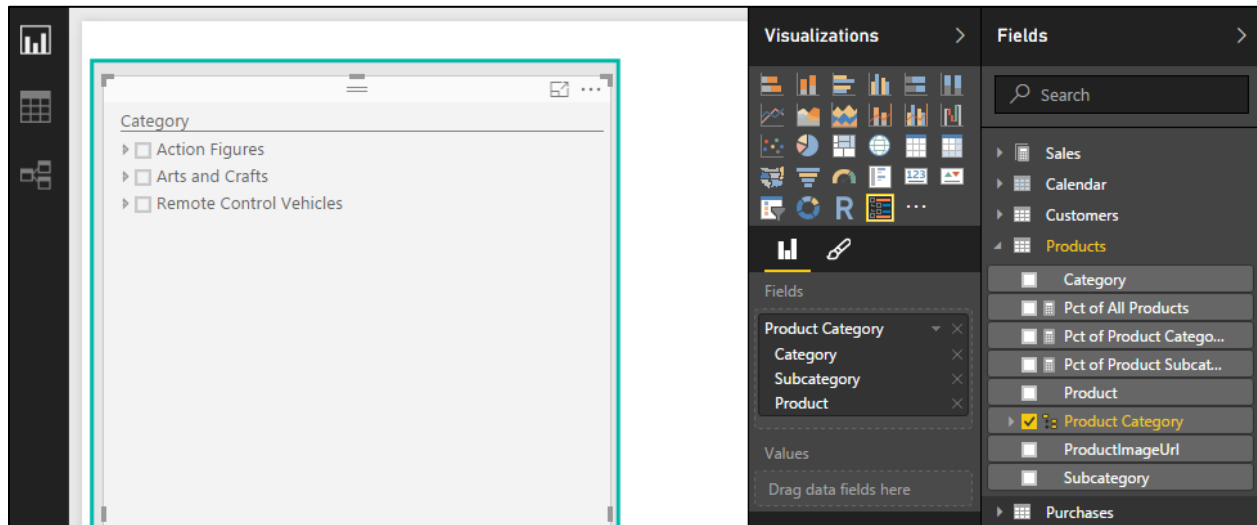 Category
Action Figures
Arts and Crafts
Remote Control Vehicles
Visualizations
R
123
Fields
Product Category
Category
Subcategory
Product
Values
Drag data fields here
Fields
Search
Sales
Calendar
Customers
Products
Category
Pct of All Products
Pct of Product Catego...
Pct of Product Subcat...
Product
Product Category
ProductImageUrl
Subcategory
Purchases